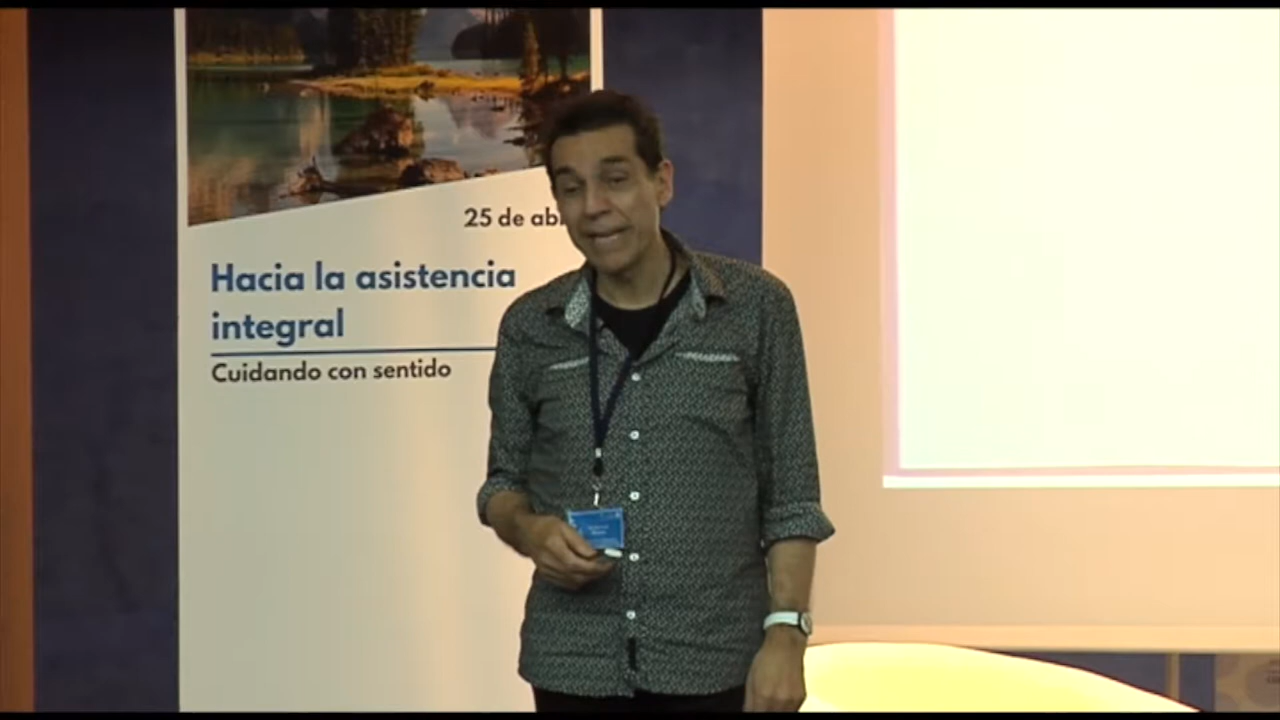 25 de ab
Hacia la asistencia
integral
Cuidando con sentido